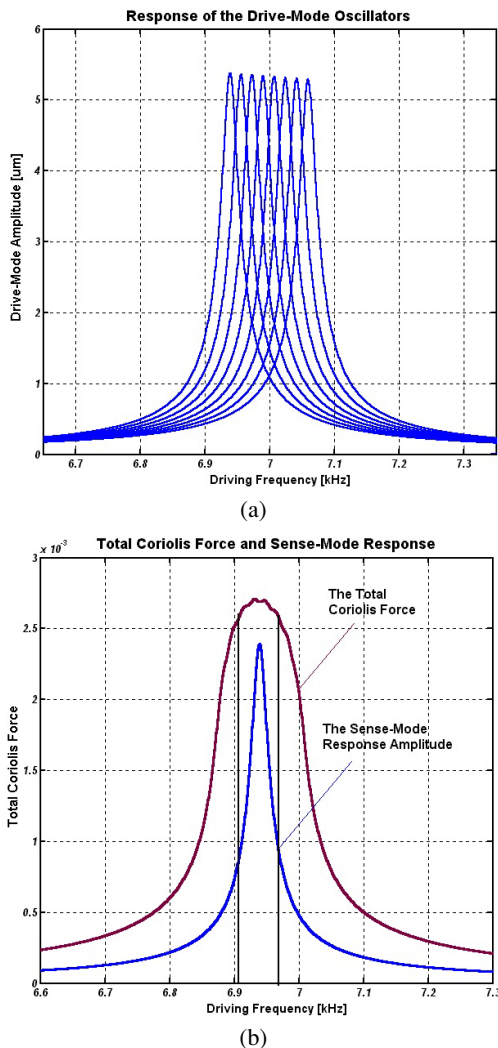 Response of the Drive-Mode Oscillators
6
5
4
3
2
1
0
Drive-Mode Amplitude [um]
6.7 6.8 6.9 7 7.1 7.2 7.3
Driving Frequency [kHz]
(a)
Total Coriolis Force and Sense-Mode Response
x 10^-3
3
2.5
2
1.5
1
0.5
0
Total Coriolis Force
The Total
Coriolis Force
The Sense-Mode
Response Amplitude
6.6 6.7 6.8 6.9 7 7.1 7.2 7.3
Driving Frequency [kHz]
(b)